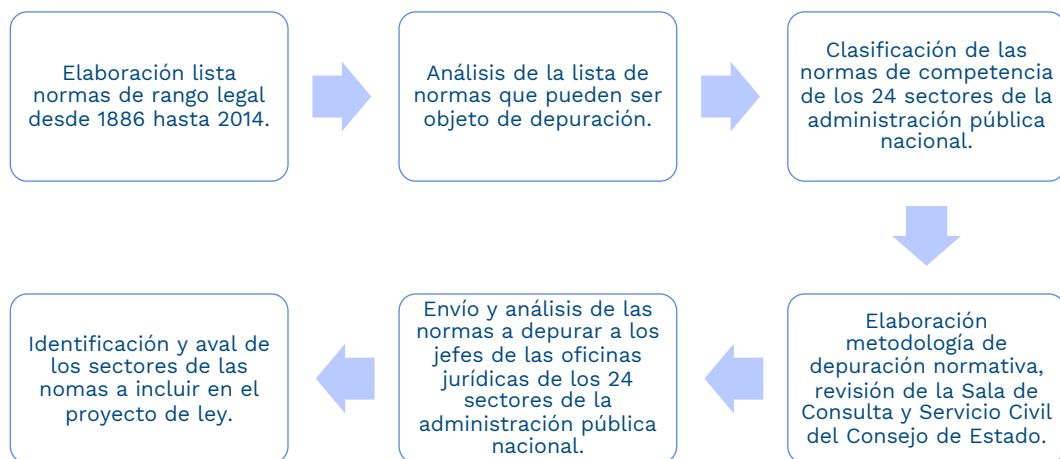 Elaboración lista
normas de rango legal
desde 1886 hasta 2014.
Análisis de la lista de
normas que pueden ser
objeto de depuración.
Clasificación de las
normas de competencia
de los 24 sectores de la
administración pública
nacional.
Elaboración
metodología de
depuración normativa,
revisión de la Sala de
Consulta y Servicio Civil
del Consejo de Estado.
Envío y análisis de las
normas a depurar a los
jefes de las oficinas
jurídicas de los 24
sectores de la
administración pública
nacional.
Identificación y aval de
los sectores de las
nomas a incluir en el
proyecto de ley.